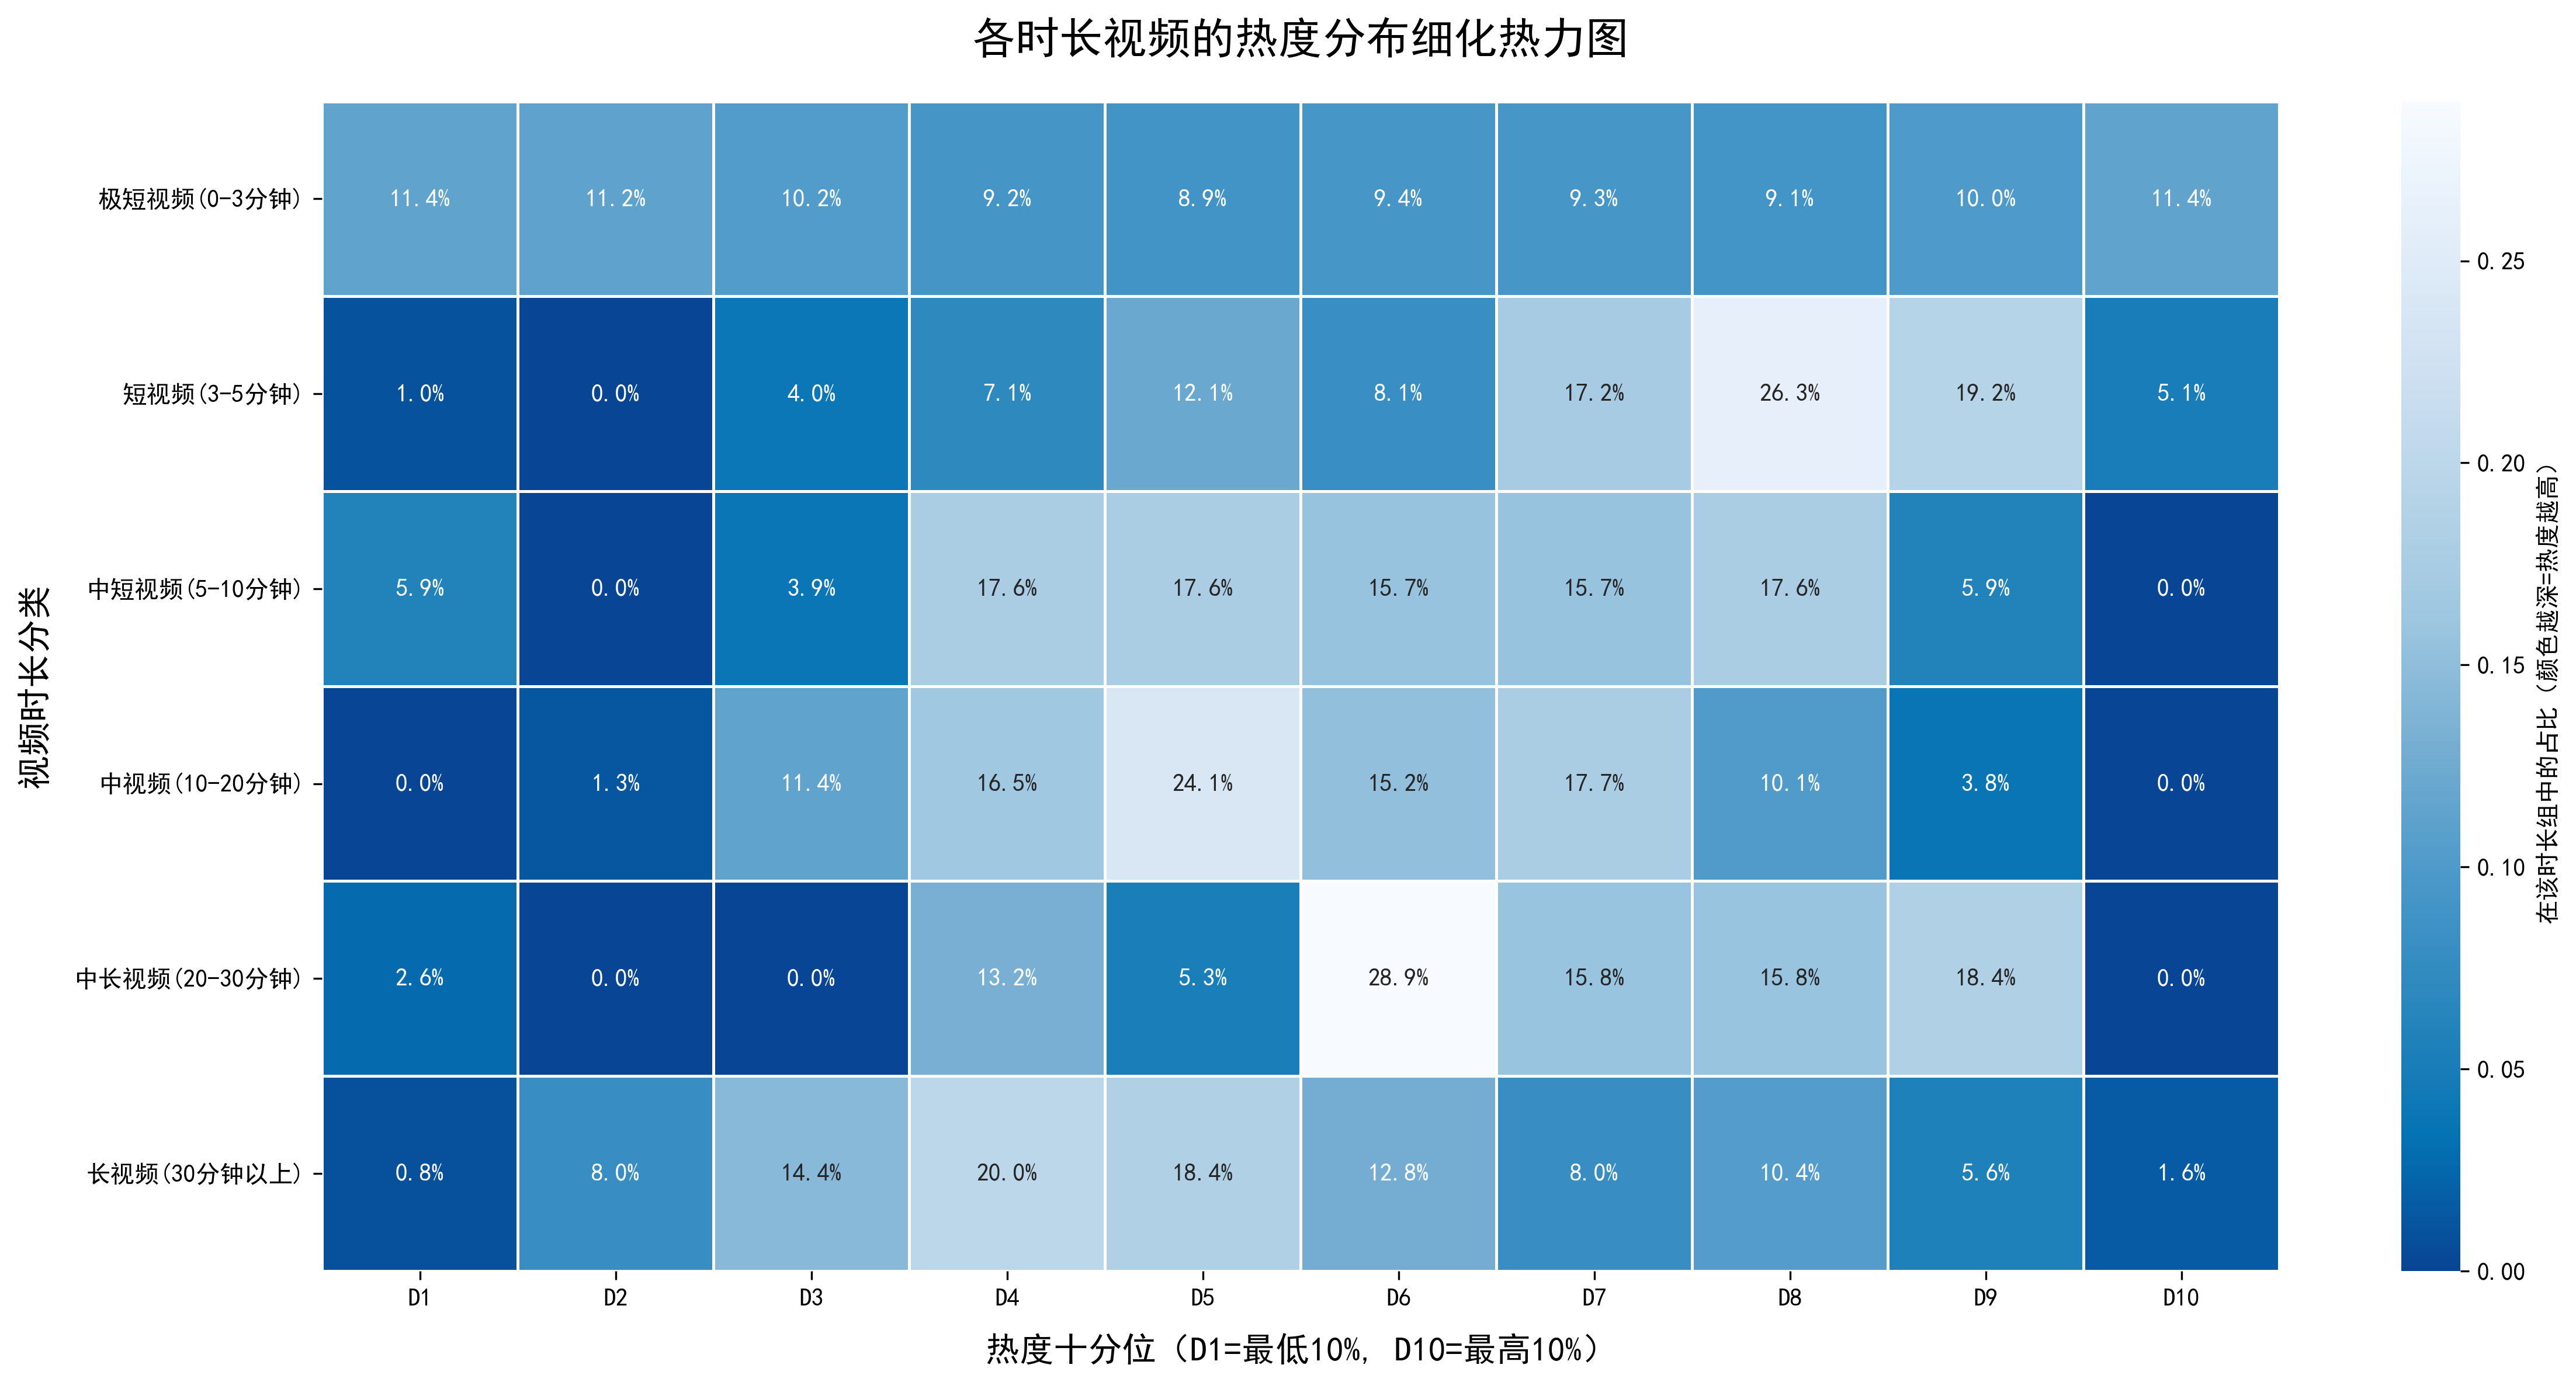 各时长视频的热度分布细化热力图
视频时长分类
极短视频(0-3分钟) 11.4% 11.2% 10.2% 9.2% 8.9% 9.4% 9.3% 9.1% 10.0% 11.4%
短视频(3-5分钟) 1.0% 0.0% 4.0% 7.1% 12.1% 8.1% 17.2% 26.3% 19.2% 5.1%
中短视频(5-10分钟) 5.9% 0.0% 3.9% 17.6% 17.6% 15.7% 15.7% 17.6% 5.9% 0.0%
中视频(10-20分钟) 0.0% 1.3% 11.4% 16.5% 24.1% 15.2% 17.7% 10.1% 3.8% 0.0%
中长视频(20-30分钟) 2.6% 0.0% 0.0% 13.2% 5.3% 28.9% 15.8% 15.8% 18.4% 0.0%
长视频(30分钟以上) 0.8% 8.0% 14.4% 20.0% 18.4% 12.8% 8.0% 10.4% 5.6% 1.6%
D1 D2 D3 D4 D5 D6 D7 D8 D9 D10
热度十分位（D1=最低10%, D10=最高10%）
0.25
0.20
0.15
0.10
0.05
0.00
在该时长组中的占比（颜色越深=热度越高）